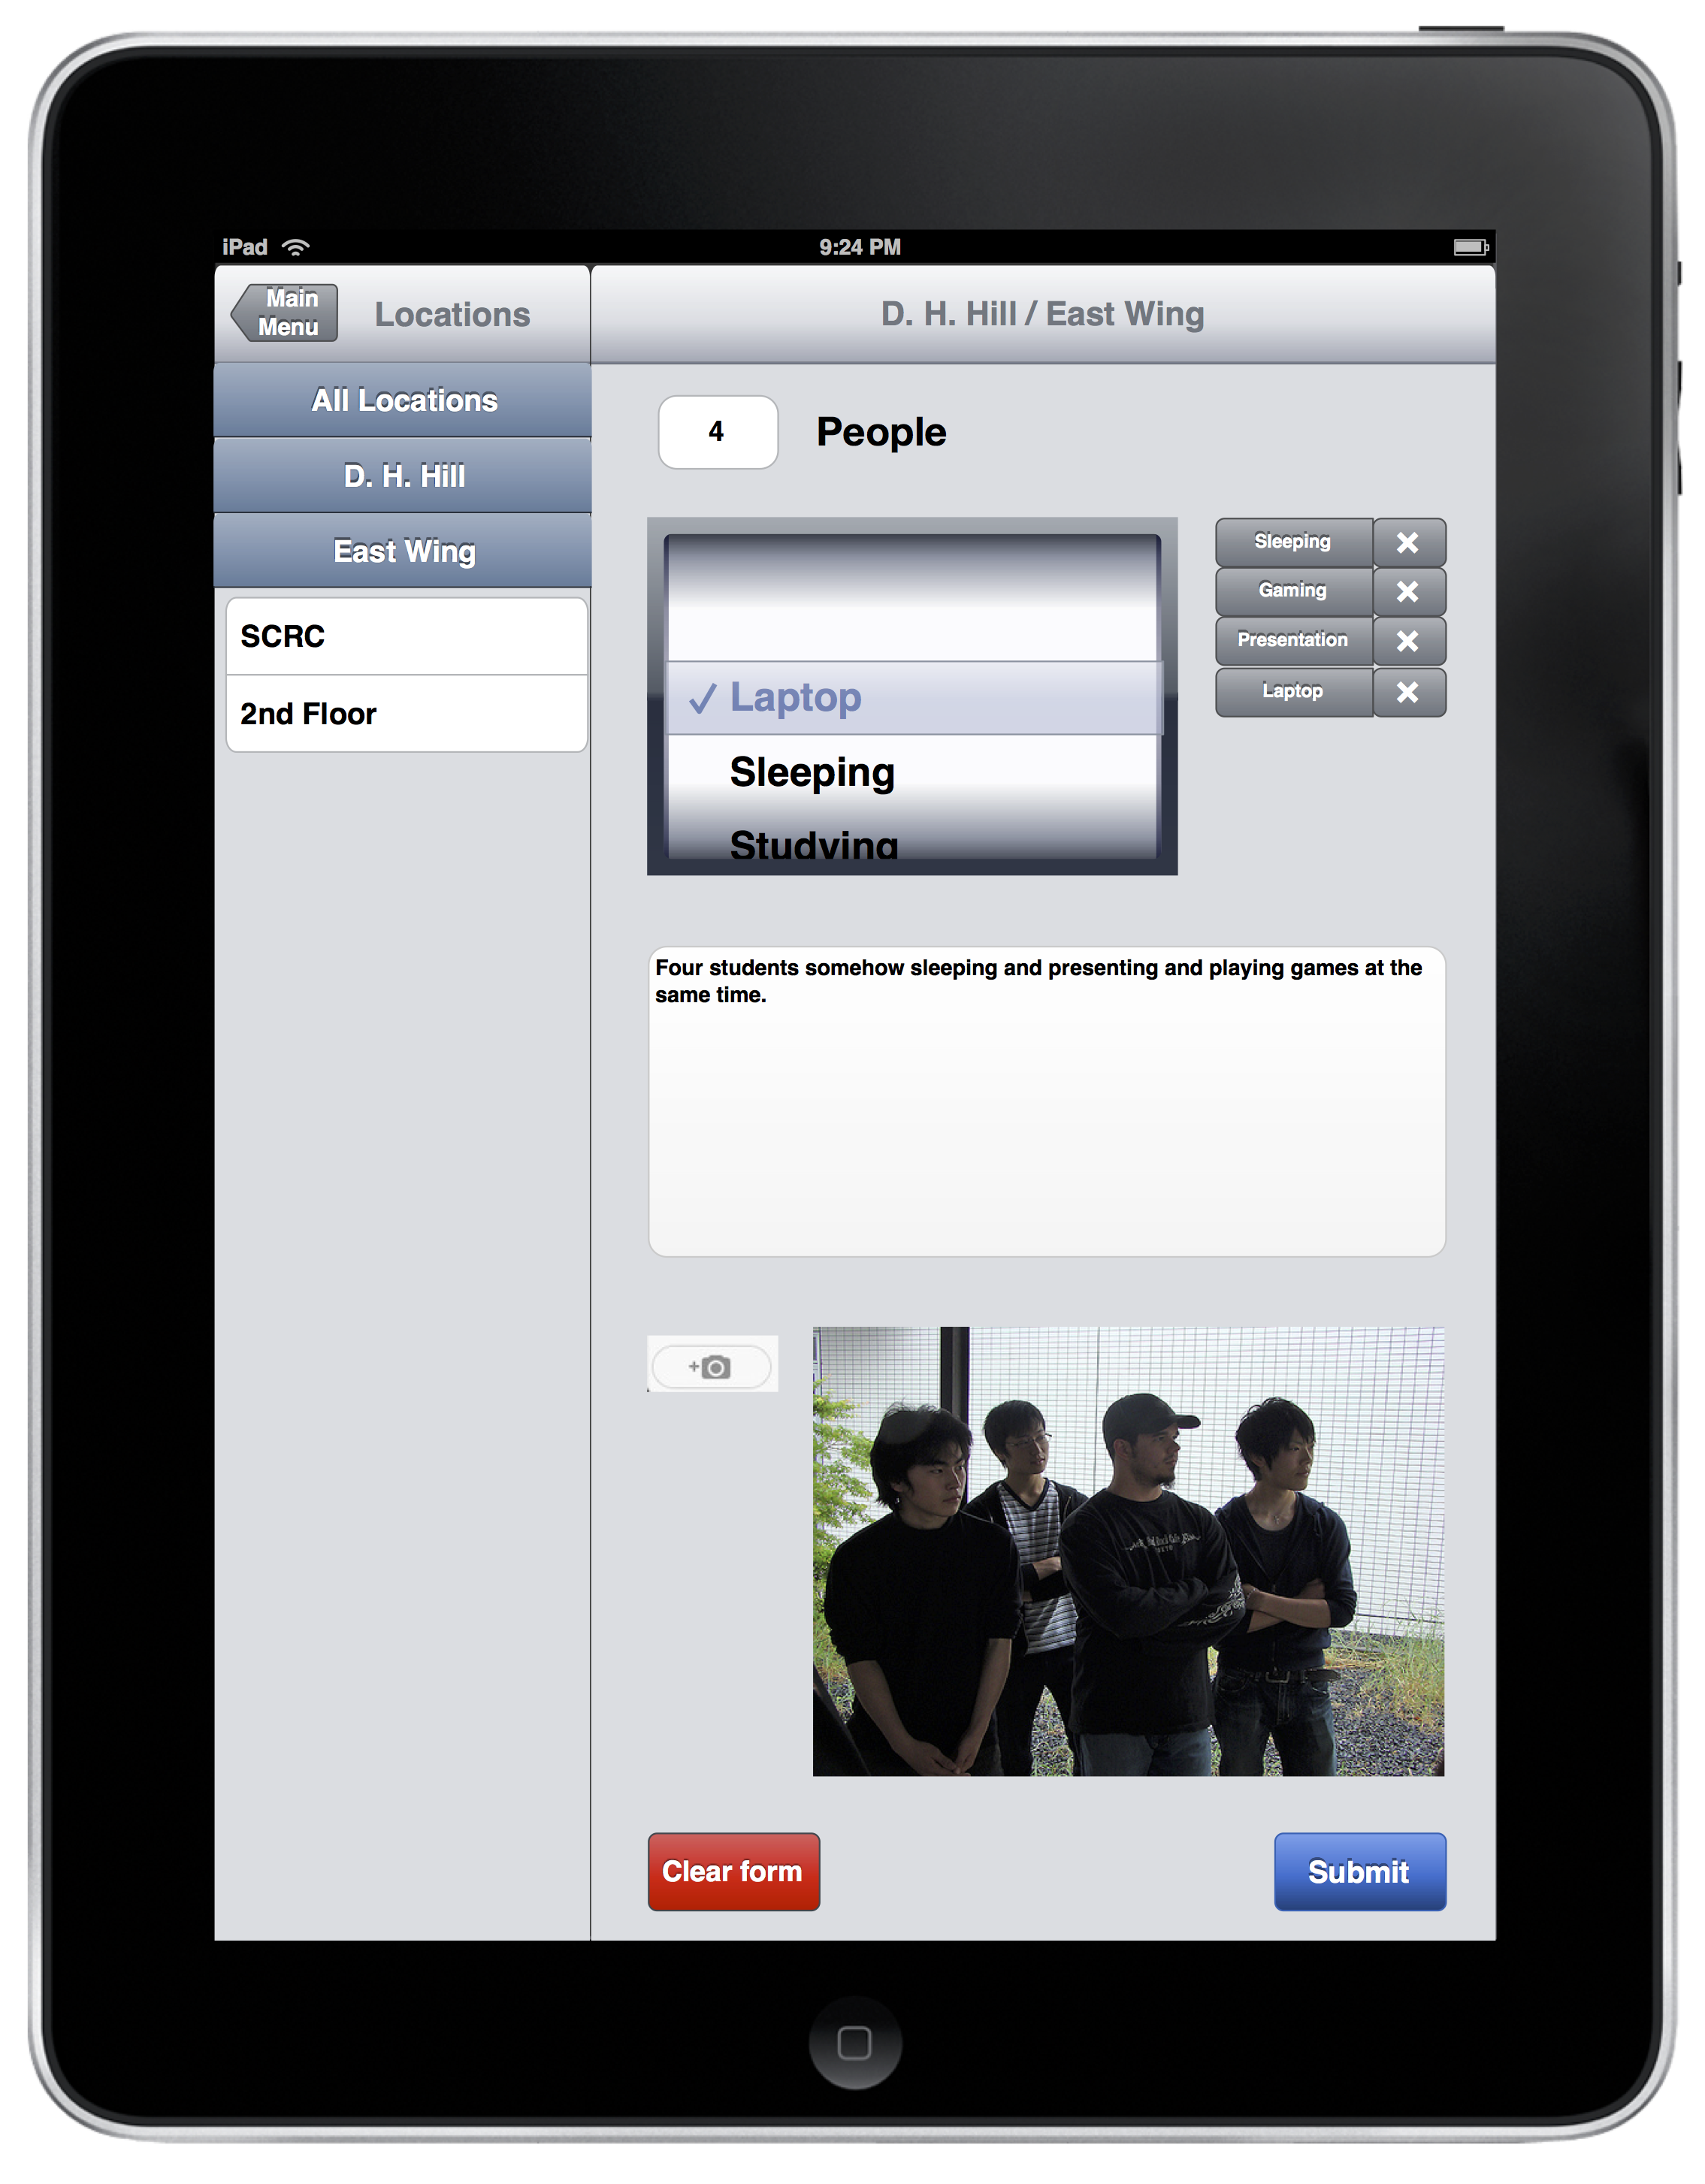 iPad
9:24 PM
Main
Menu
Locations
D. H. Hill / East Wing
All Locations
D. H. Hill
East Wing
SCRC
2nd Floor
4
People
✓ Laptop
Sleeping
Studying
Sleeping
Gaming
Presentation
Laptop
Four students somehow sleeping and presenting and playing games at the
same time.
Clear form
Submit